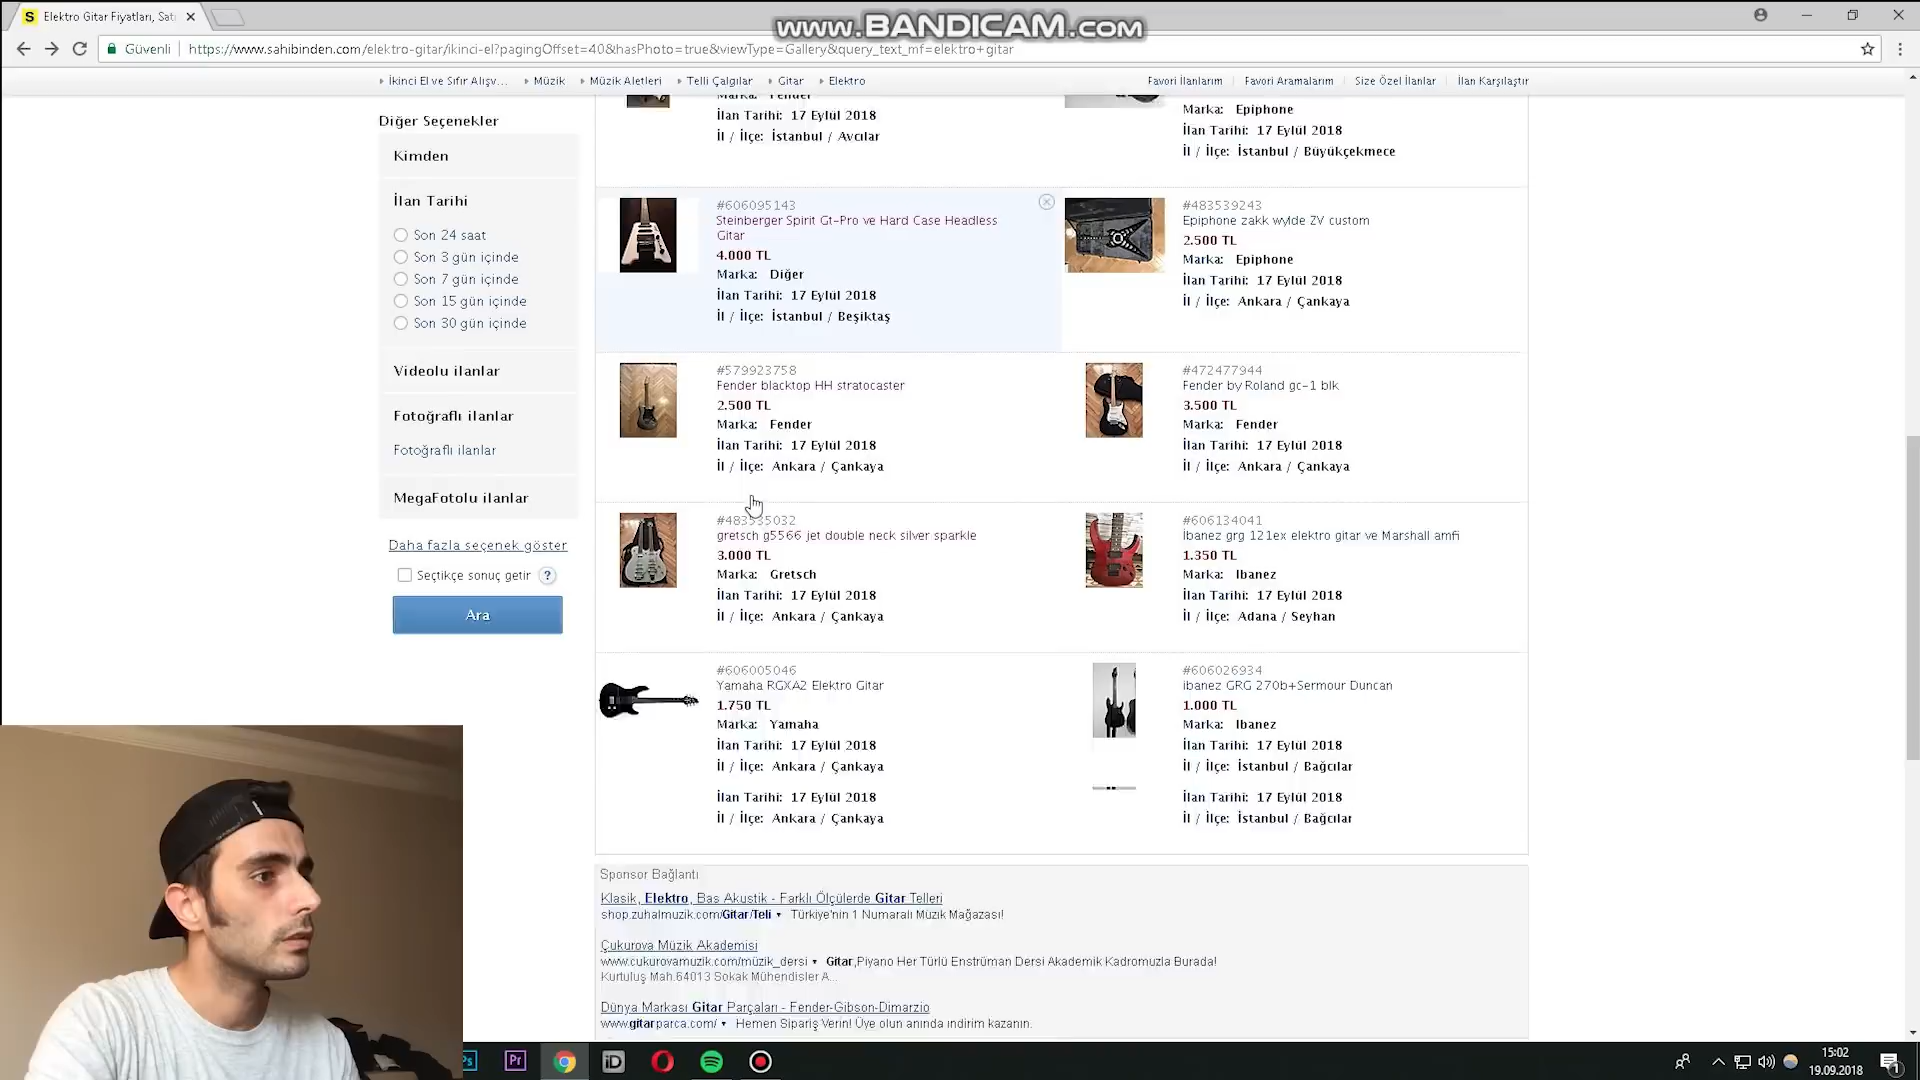 Elektro Gitar Fiyatları, Sat
www.BANDICAM.com
Güvenli
https://www.sahibinden.com/elektro-gitar/ikinci-el?pagingOffset=40&hasPhoto=true&viewType=Gallery&query_text_mf=elektro+gitar
İkinci El ve Sıfır Alışv...
Müzik
Müzik Aletleri
Telli Çalgılar
Gitar
Elektro
Favori İlanlarım
Favori Aramalarım
Size Özel İlanlar
İlan Karşılaştır
Diğer Seçenekler
Kimden
İlan Tarihi
Son 24 saat
Son 3 gün içinde
Son 7 gün içinde
Son 15 gün içinde
Son 30 gün içinde
Videolu ilanlar
Fotoğraflı ilanlar
Fotoğraflı ilanlar
MegaFotolu ilanlar
Daha fazla seçenek göster
Seçtikçe sonuç getir ?
Ara
Marka: Fender
İlan Tarihi: 17 Eylül 2018
İl / İlçe: İstanbul / Avcılar
Marka: Epiphone
İlan Tarihi: 17 Eylül 2018
İl / İlçe: İstanbul / Büyükçekmece
#606095143
Steinberger Spirit Gt-Pro ve Hard Case Headless
Gitar
4.000 TL
Marka: Diğer
İlan Tarihi: 17 Eylül 2018
İl / İlçe: İstanbul / Beşiktaş
#483539243
Epiphone zakk wylde ZV custom
2.500 TL
Marka: Epiphone
İlan Tarihi: 17 Eylül 2018
İl / İlçe: Ankara / Çankaya
#579923758
Fender blacktop HH stratocaster
2.500 TL
Marka: Fender
İlan Tarihi: 17 Eylül 2018
İl / İlçe: Ankara / Çankaya
#472477944
Fender by Roland gc-1 blk
3.500 TL
Marka: Fender
İlan Tarihi: 17 Eylül 2018
İl / İlçe: Ankara / Çankaya
#483535032
gretsch g5566 jet double neck silver sparkle
3.000 TL
Marka: Gretsch
İlan Tarihi: 17 Eylül 2018
İl / İlçe: Ankara / Çankaya
#606134041
İbanez grg 121ex elektro gitar ve Marshall amfi
1.350 TL
Marka: Ibanez
İlan Tarihi: 17 Eylül 2018
İl / İlçe: Adana / Seyhan
#606005046
Yamaha RGXA2 Elektro Gitar
1.750 TL
Marka: Yamaha
İlan Tarihi: 17 Eylül 2018
İl / İlçe: Ankara / Çankaya
İlan Tarihi: 17 Eylül 2018
İl / İlçe: Ankara / Çankaya
#606026934
ibanez GRG 270b+Sermour Duncan
1.000 TL
Marka: Ibanez
İlan Tarihi: 17 Eylül 2018
İl / İlçe: İstanbul / Bağcılar
İlan Tarihi: 17 Eylül 2018
İl / İlçe: İstanbul / Bağcılar
Sponsor Bağlantı
Klasik, Elektro, Bas Akustik - Farklı Ölçülerde Gitar Telleri
shop.zuhalmuzik.com/Gitar/Teli Türkiye'nin 1 Numaralı Müzik Mağazası!
Çukurova Müzik Akademisi
www.cukurovamuzik.com/müzik_dersi Gitar,Piyano Her Türlü Enstrüman Dersi Akademik Kadromuzla Burada!
Kurtuluş Mah.64013 Sokak Mühendisler A...
Dünya Markası Gitar Parçaları - Fender-Gibson-Dimarzio
www.gitarparca.com/ Hemen Sipariş Verin! Üye olun anında indirim kazanın.
Ps
Pr
iD
15:02
19.09.2018
1